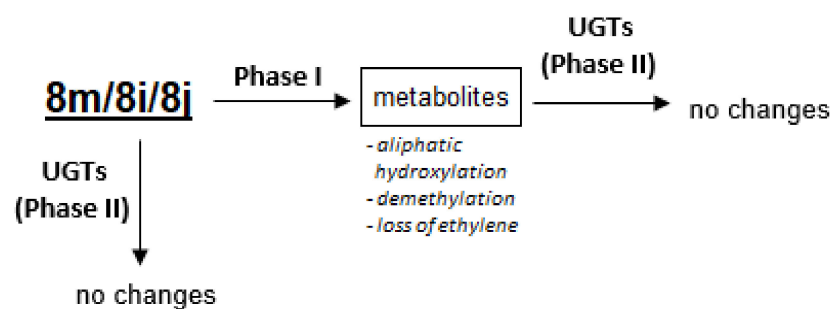 8m/8i/8j
Phase I
metabolites
UGTs
(Phase II)
no changes
- aliphatic
hydroxylation
- demethylation
- loss of ethylene
UGTs
(Phase II)
no changes